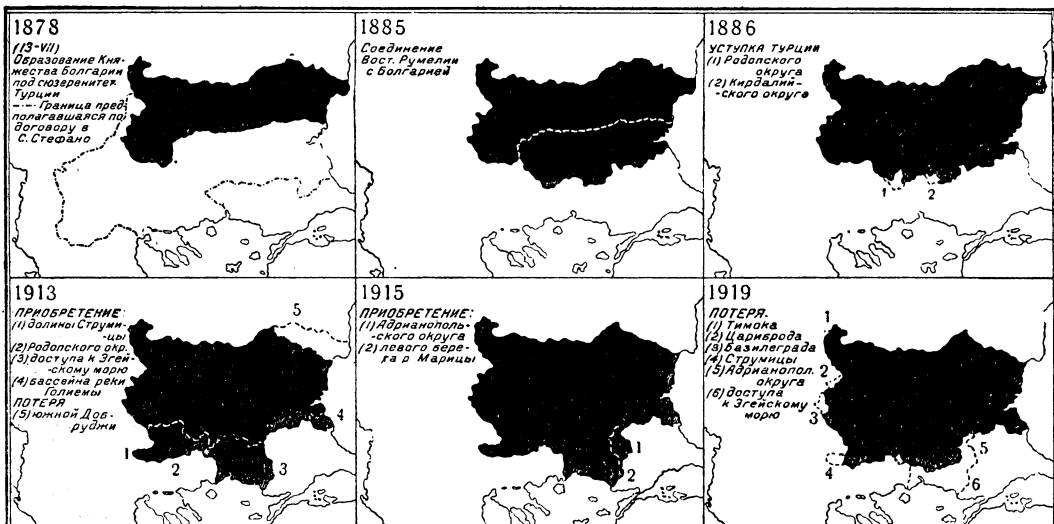 1878
(13-VII)
Образование Кня-
жества Болгарии
под сюзеренитет
Турции
Граница пред-
полагавшаяся по
договору в
С. Стефано
1885
Соединение
Вост. Румелии
с Болгарией
1886
УСТУПКА ТУРЦИИ
(1) Родопского
округа
(2) Кирдалий-
-ского округа
1 2
1913
ПРИОБРЕТЕНИЕ:
(1) долины Струми-
-цы
(2) Родопского окр.
(3) доступа к Эгей-
-скому морю
(4) бассейна реки
Голиемы
ПОТЕРЯ
(5) южной Доб-
руджи
5
4
1
2
3
1915
ПРИОБРЕТЕНИЕ:
(1) Адрианополь-
-ского округа
(2) левого бере-
га р Марицы
1
2
1919
ПОТЕРЯ.
(1) Тимока
(2) Цариброда
(3) Базилеграда
(4) Струмицы
(5) Адрианопол.
округа
(6) доступа
к Эгейскому
морю
1
2
3
4
5
6